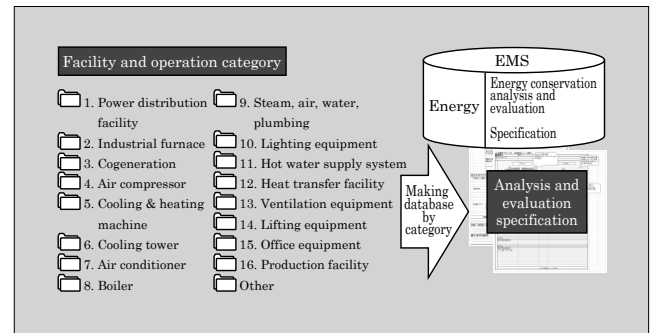 Facility and operation category
1. Power distribution
facility
2. Industrial furnace
3. Cogeneration
4. Air compressor
5. Cooling & heating
machine
6. Cooling tower
7. Air conditioner
8. Boiler
9. Steam, air, water,
plumbing
10. Lighting equipment
11. Hot water supply system
12. Heat transfer facility
13. Ventilation equipment
14. Lifting equipment
15. Office equipment
16. Production facility
Other
Making
database
by
category
EMS
Energy
Energy conservation
analysis and
evaluation
Specification
Analysis and
evaluation
specification